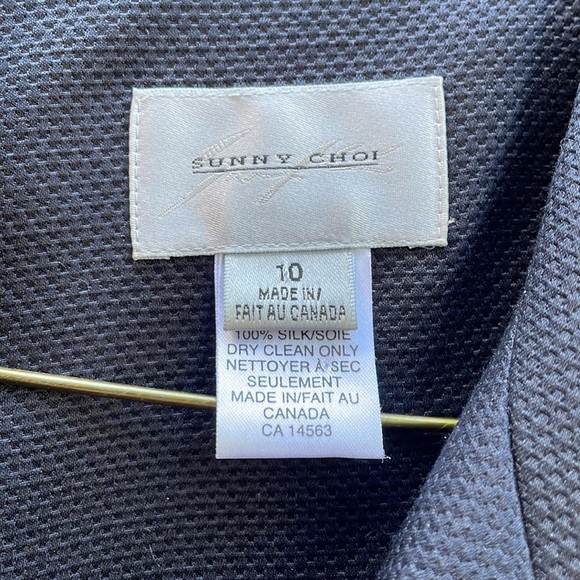 SUNNY CHOI
10
MADE IN/
FAIT AU CANADA
100% SILK/SOIE
DRY CLEAN ONLY
NETTOYER À SEC
SEULEMENT
MADE IN/FAIT AU
CANADA
CA 14563